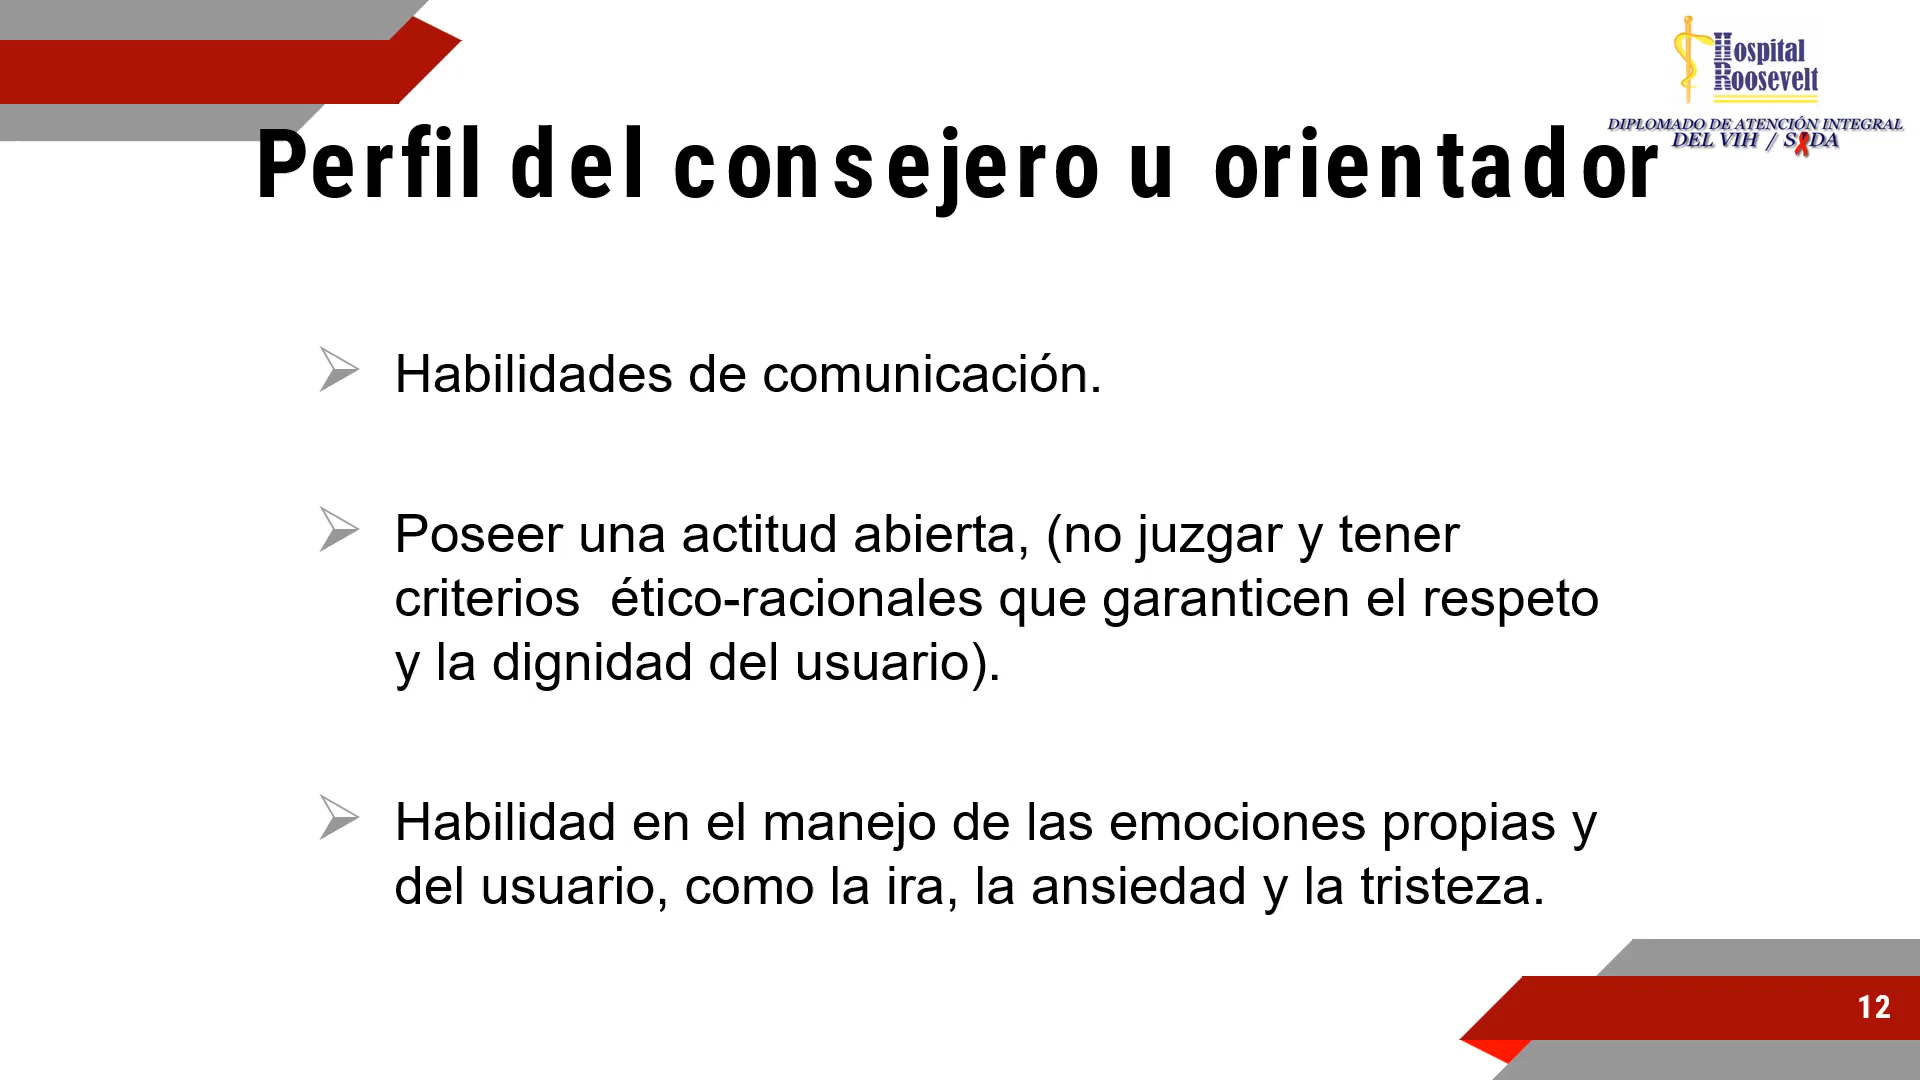 Hospital
Roosevelt
DIPLOMADO DE ATENCIÓN INTEGRAL
DEL VIH / SIDA
Perfil del consejero u orientador
➢ Habilidades de comunicación.
➢ Poseer una actitud abierta, (no juzgar y tener
criterios  ético-racionales que garanticen el respeto
y la dignidad del usuario).
➢ Habilidad en el manejo de las emociones propias y
del usuario, como la ira, la ansiedad y la tristeza.
12